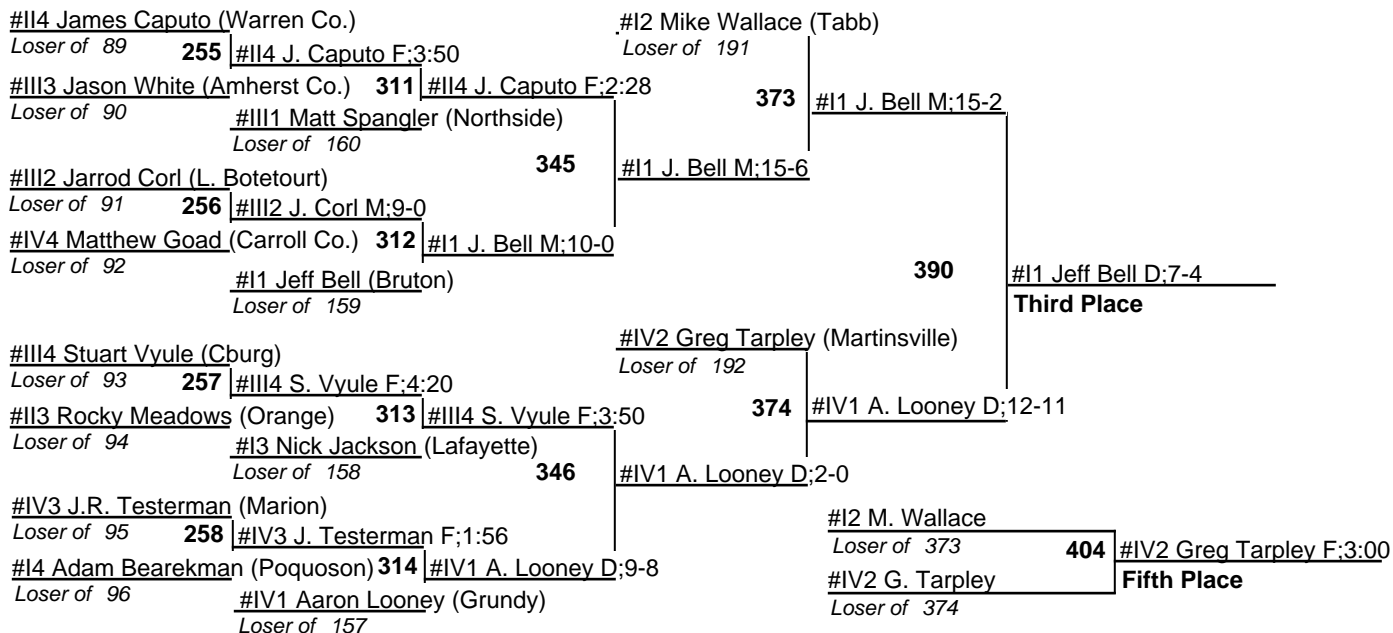 #II4 James Caputo (Warren Co.)
Loser of 89
255
#II4 J. Caputo F;3:50
#III3 Jason White (Amherst Co.)
Loser of 90
311
#II4 J. Caputo F;2:28
#III1 Matt Spangler (Northside)
Loser of 160
345
#III2 Jarrod Corl (L. Botetourt)
Loser of 91
256
#III2 J. Corl M;9-0
#IV4 Matthew Goad (Carroll Co.)
Loser of 92
312
#I1 J. Bell M;10-0
#I1 Jeff Bell (Bruton)
Loser of 159
#I2 Mike Wallace (Tabb)
Loser of 191
373
#I1 J. Bell M;15-2
#I1 J. Bell M;15-6
390
#I1 Jeff Bell D;7-4
Third Place
#III4 Stuart Vyule (Cburg)
Loser of 93
257
#III4 S. Vyule F;4:20
#II3 Rocky Meadows (Orange)
Loser of 94
313
#III4 S. Vyule F;3:50
#I3 Nick Jackson (Lafayette)
Loser of 158
346
#IV3 J.R. Testerman (Marion)
Loser of 95
258
#IV3 J. Testerman F;1:56
#I4 Adam Bearekman (Poquoson)
Loser of 96
314
#IV1 A. Looney D;9-8
#IV1 Aaron Looney (Grundy)
Loser of 157
#IV2 Greg Tarpley (Martinsville)
Loser of 192
374
#IV1 A. Looney D;12-11
#IV1 A. Looney D;2-0
#I2 M. Wallace
Loser of 373
404
#IV2 Greg Tarpley F;3:00
#IV2 G. Tarpley
Loser of 374
Fifth Place